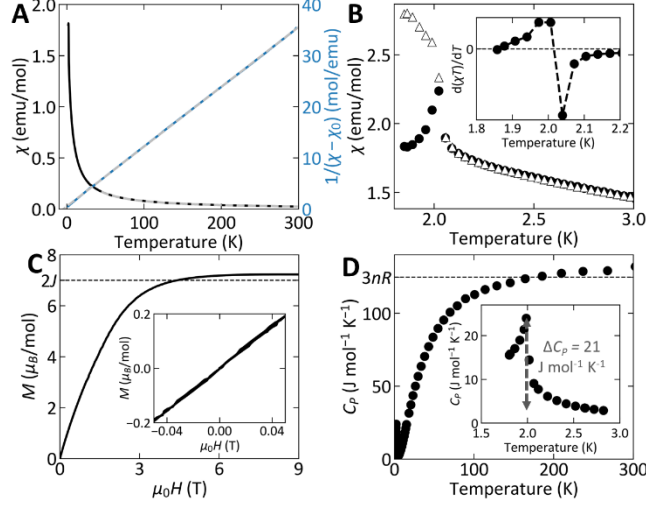 A
χ (emu/mol)
2.0
1.5
1.0
0.5
0.0
40
30
20
10
0
1/(χ − χ₀) (mol/emu)
0 100 200 300
Temperature (K)
B
χ (emu/mol)
2.5
2.0
1.5
2.0 2.5 3.0
Temperature (K)
d(χT)/dT
0
1.8 1.9 2.0 2.1 2.2
Temperature (K)
C
M (μB/mol)
8
2J
6
4
2
0
0 3 6 9
μ₀H (T)
M (μB/mol)
0.2
0.0
−0.2
−0.04 0.00 0.04
μ₀H (T)
D
CP (J mol⁻¹ K⁻¹)
3nR
100
50
0
0 100 200 300
Temperature (K)
CP (J mol⁻¹ K⁻¹)
20
10
0
1.5 2.0 2.5 3.0
Temperature (K)
ΔCP = 21
J mol⁻¹ K⁻¹